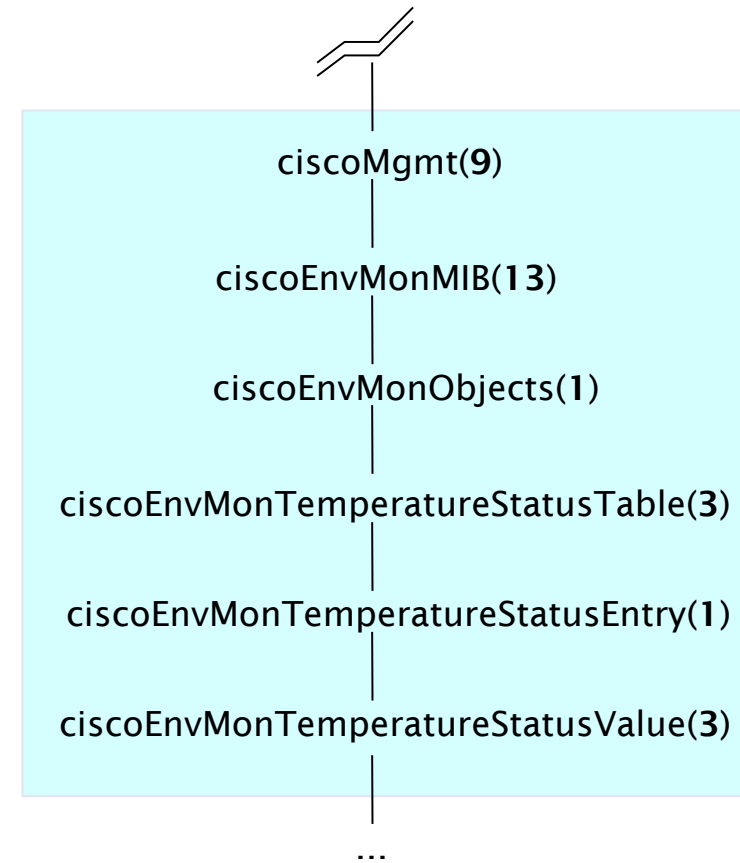 ciscoMgmt(9)
ciscoEnvMonMIB(13)
ciscoEnvMonObjects(1)
ciscoEnvMonTemperatureStatusTable(3)
ciscoEnvMonTemperatureStatusEntry(1)
ciscoEnvMonTemperatureStatusValue(3)
...